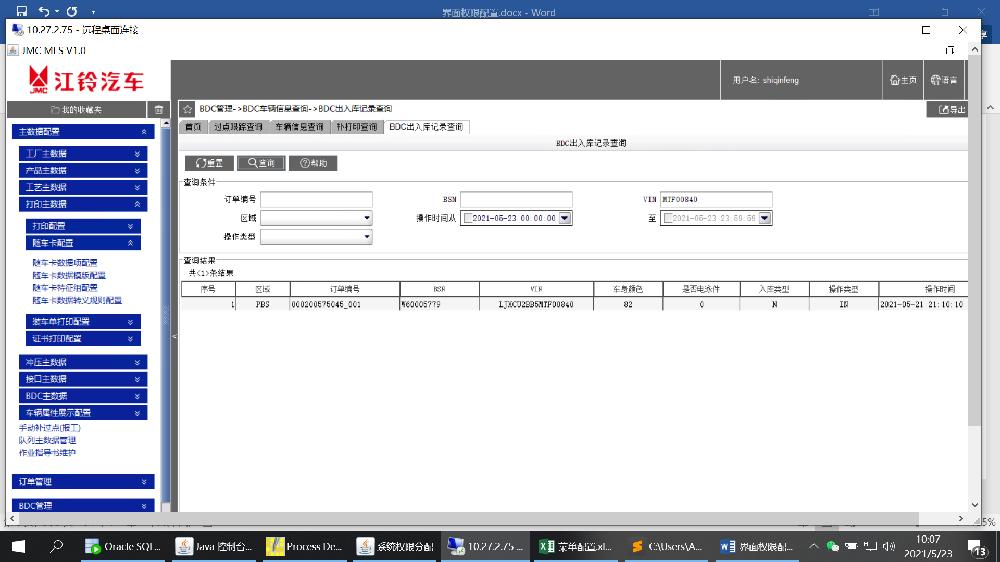 界面权限配置.docx - Word
10.27.2.75 - 远程桌面连接
享
JMC MES V1.0
JMC 江铃汽车
用户名: shiqinfeng
主页
语言
我的收藏夹
BDC管理->BDC车辆信息查询->BDC出入库记录查询
导出
首页
过点跟踪查询
车辆信息查询
补打印查询
BDC出入库记录查询
主数据配置
工厂主数据
产品主数据
工艺主数据
打印主数据
打印配置
随车卡配置
随车卡数据项配置
随车卡数据模版配置
随车卡特征组配置
随车卡数据转义规则配置
装车单打印配置
证书打印配置
冲压主数据
接口主数据
BDC主数据
车辆属性展示配置
手动补过点(报工)
队列主数据管理
作业指导书维护
订单管理
BDC管理
<
BDC出入库记录查询
重置
查询
帮助
查询条件
订单编号
BSN
VIN MTF00840
区域
操作时间从 2021-05-23 00:00:00
至 2021-05-23 23:59:59
操作类型
查询结果
共<1>条结果
序号 区域 订单编号 BSN VIN 车身颜色 是否电泳件 入库类型 操作类型 操作时间
1 PBS 000200575045_001 W60005779 LJXCU2BB5MTF00840 82 0 N IN 2021-05-21 21:10:10
5%
Oracle SQL...
Java 控制台...
Process De...
系统权限分配
10.27.2.75 ...
菜单配置.xl...
C:\Users\A...
界面权限配...
10:07
2021/5/23
13